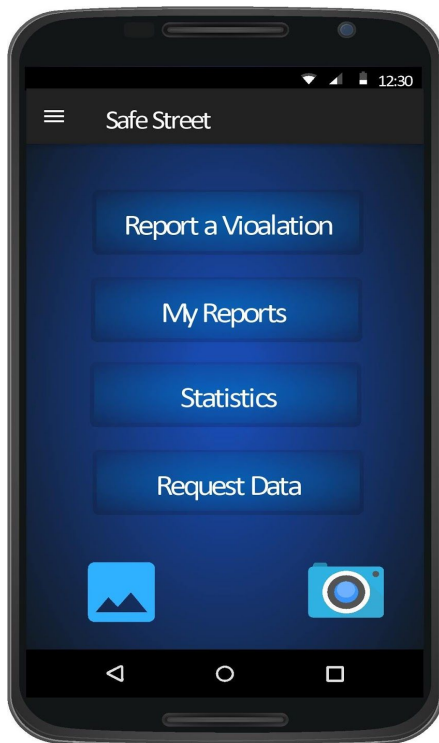 12:30
Safe Street
Report a Vioalation
My Reports
Statistics
Request Data